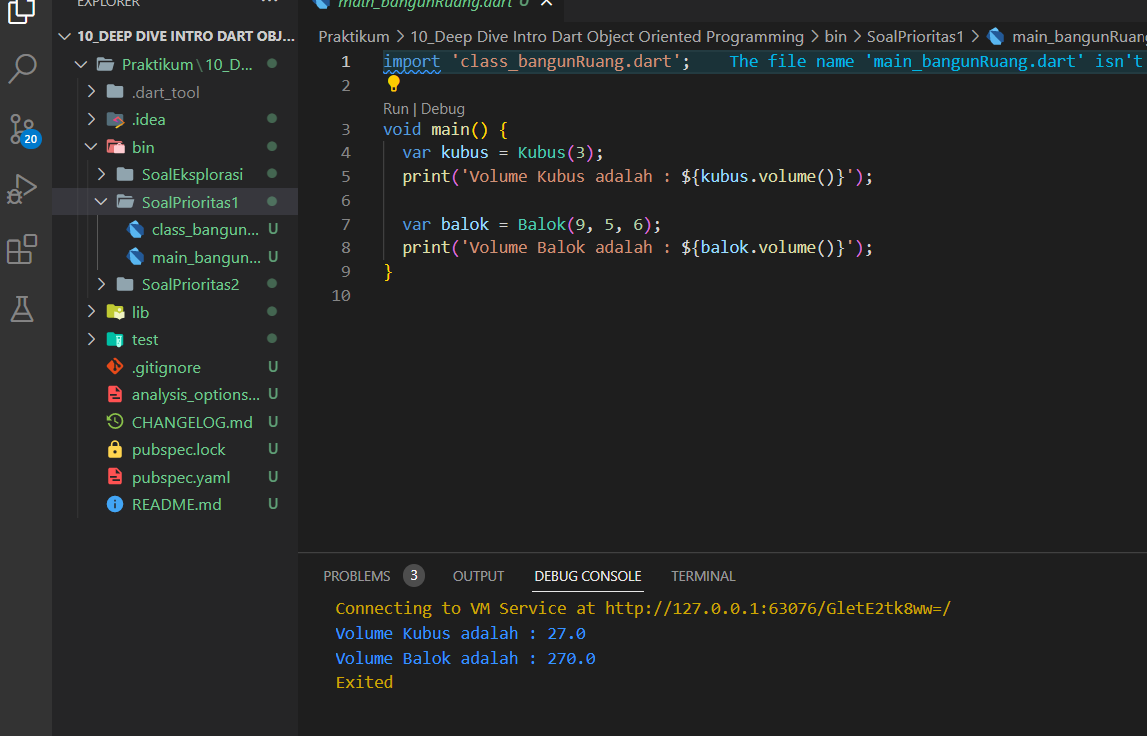 EXPLORER
10_DEEP DIVE INTRO DART OBJ...
Praktikum \ 10_D...
.dart_tool
.idea
bin
SoalEksplorasi
SoalPrioritas1
class_bangun... U
main_bangun... U
SoalPrioritas2
lib
test
.gitignore U
analysis_options... U
CHANGELOG.md U
pubspec.lock U
pubspec.yaml U
README.md U
20
main_bangunRuang.dart U
Praktikum > 10_Deep Dive Intro Dart Object Oriented Programming > bin > SoalPrioritas1 > main_bangunRuang
1 import 'class_bangunRuang.dart'; The file name 'main_bangunRuang.dart' isn't
2
Run | Debug
3 void main() {
4 var kubus = Kubus(3);
5 print('Volume Kubus adalah : ${kubus.volume()}');
6
7 var balok = Balok(9, 5, 6);
8 print('Volume Balok adalah : ${balok.volume()}');
9 }
10
PROBLEMS 3 OUTPUT DEBUG CONSOLE TERMINAL
Connecting to VM Service at http://127.0.0.1:63076/GletE2tk8ww=/
Volume Kubus adalah : 27.0
Volume Balok adalah : 270.0
Exited